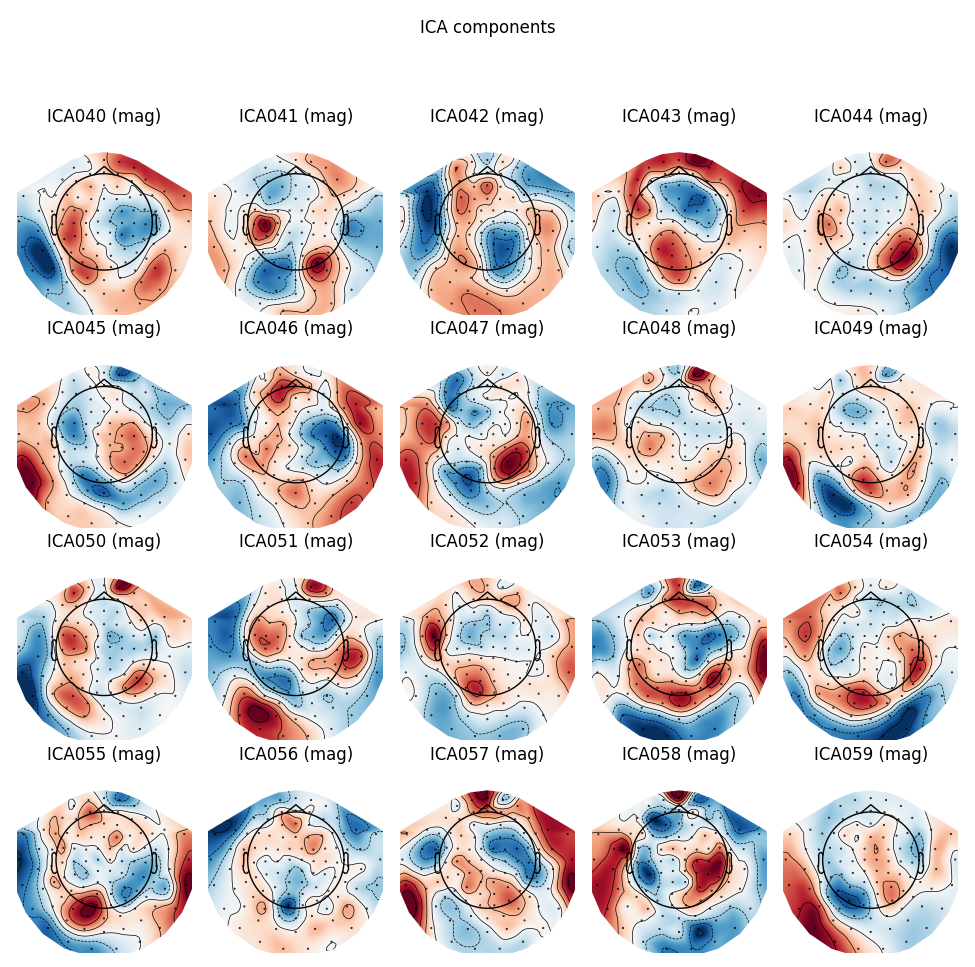 ICA components
ICA040 (mag) ICA041 (mag) ICA042 (mag) ICA043 (mag) ICA044 (mag)
ICA045 (mag) ICA046 (mag) ICA047 (mag) ICA048 (mag) ICA049 (mag)
ICA050 (mag) ICA051 (mag) ICA052 (mag) ICA053 (mag) ICA054 (mag)
ICA055 (mag) ICA056 (mag) ICA057 (mag) ICA058 (mag) ICA059 (mag)